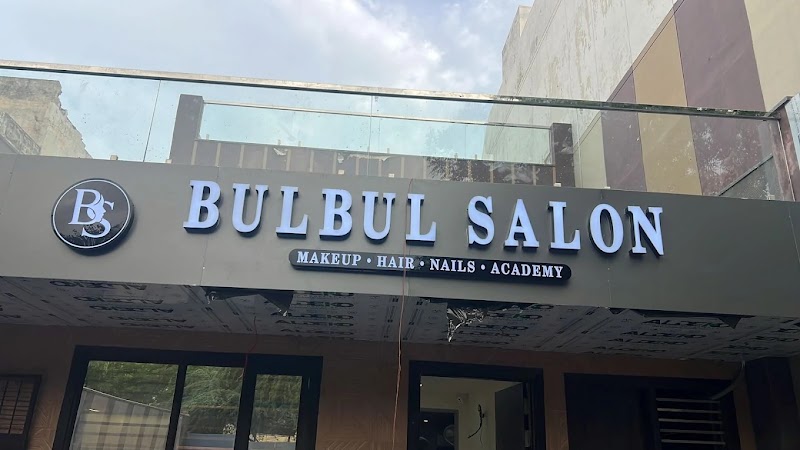 BS
BULBUL SALON
MAKEUP • HAIR • NAILS • ACADEMY